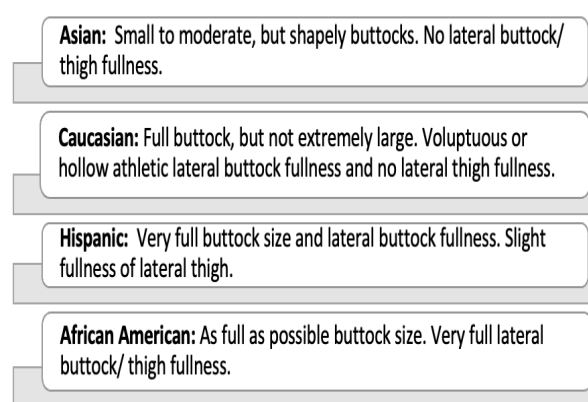 Asian: Small to moderate, but shapely buttocks. No lateral buttock/
thigh fullness.
Caucasian: Full buttock, but not extremely large. Voluptuous or
hollow athletic lateral buttock fullness and no lateral thigh fullness.
Hispanic: Very full buttock size and lateral buttock fullness. Slight
fullness of lateral thigh.
African American: As full as possible buttock size. Very full lateral
buttock/ thigh fullness.